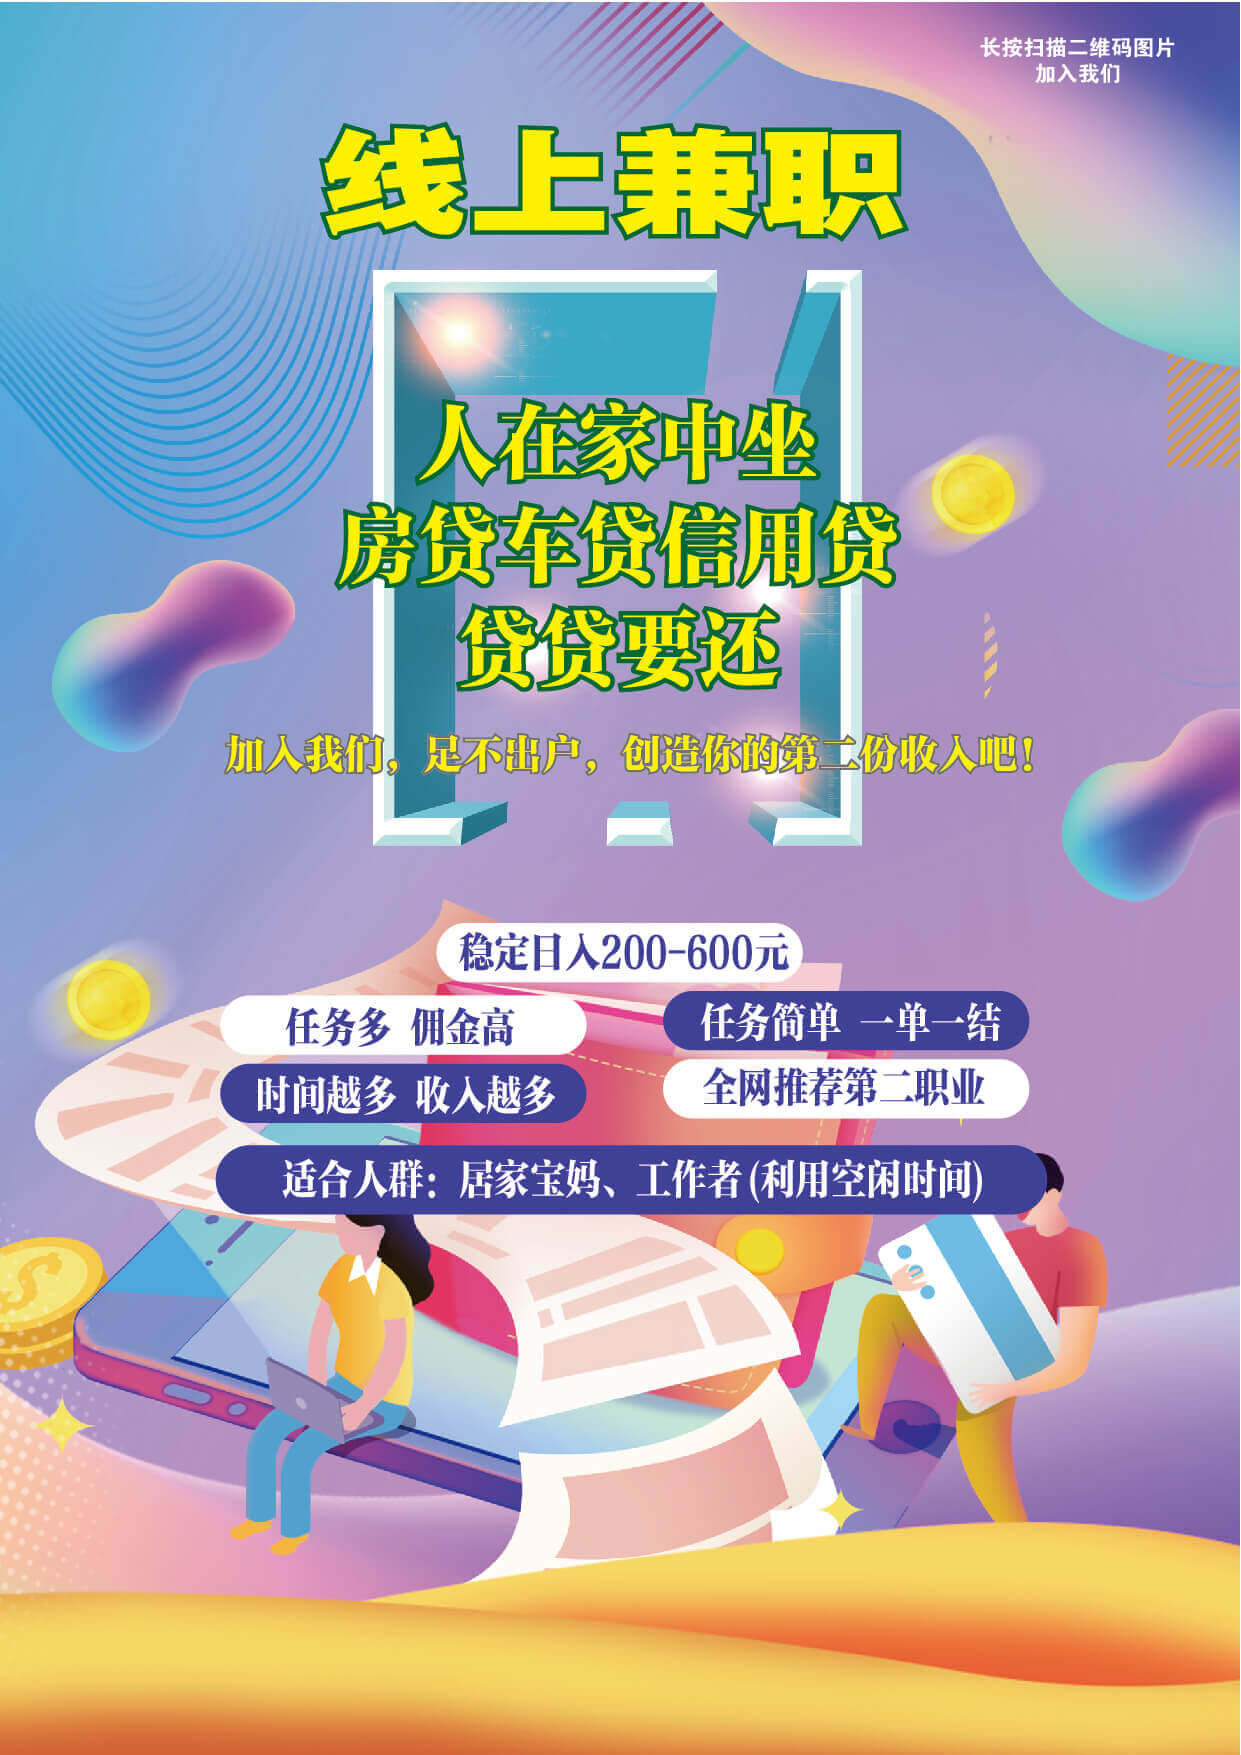 长按扫描二维码图片
加入我们
线上兼职
人在家中坐
房贷车贷信用贷
贷贷要还
加入我们，足不出户，创造你的第二份收入吧！
稳定日入200-600元
任务多 佣金高
任务简单 一单一结
时间越多 收入越多
全网推荐第二职业
适合人群：居家宝妈、工作者(利用空闲时间)